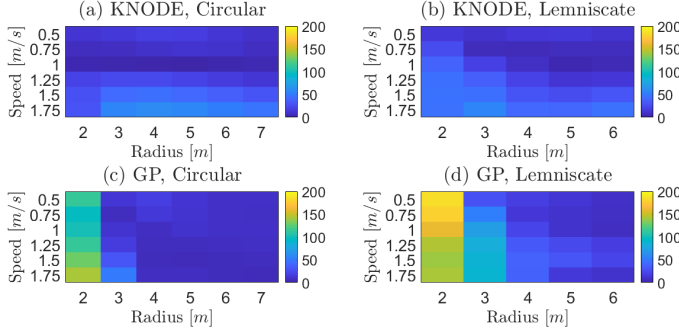 (a) KNODE, Circular
Speed [m/s]
0.5
0.75
1
1.25
1.5
1.75
2 3 4 5 6 7
Radius [m]
200
150
100
50
0
(b) KNODE, Lemniscate
Speed [m/s]
0.5
0.75
1
1.25
1.5
1.75
2 3 4 5 6
Radius [m]
200
150
100
50
0
(c) GP, Circular
Speed [m/s]
0.5
0.75
1
1.25
1.5
1.75
2 3 4 5 6 7
Radius [m]
200
150
100
50
0
(d) GP, Lemniscate
Speed [m/s]
0.5
0.75
1
1.25
1.5
1.75
2 3 4 5 6
Radius [m]
200
150
100
50
0